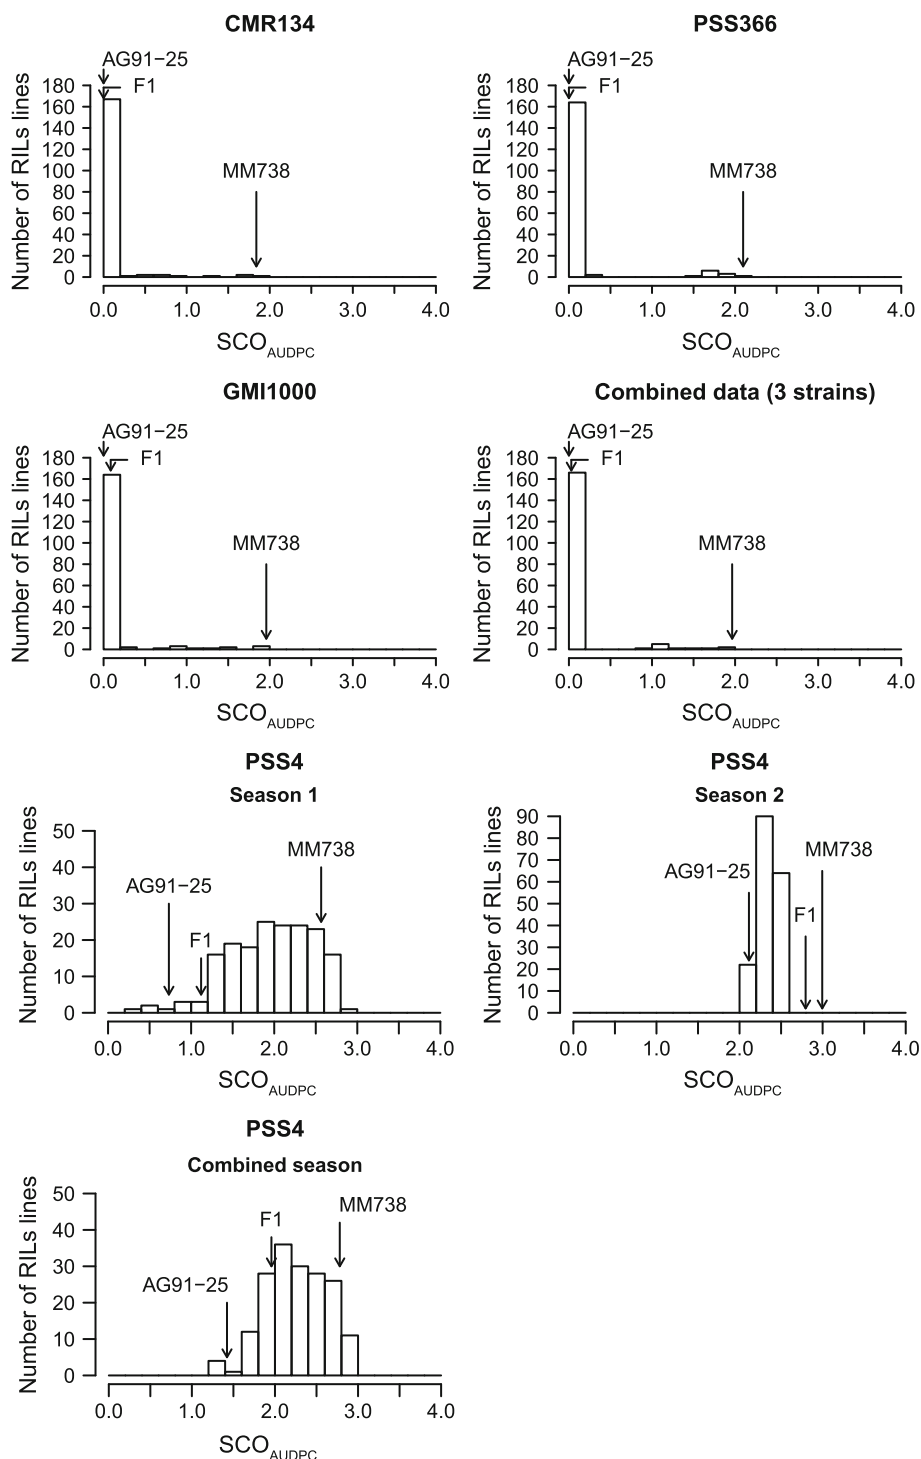 CMR134
AG91−25
F1
MM738
Number of RILs lines
180
160
140
120
100
80
60
40
20
0
0.0 1.0 2.0 3.0 4.0
SCO_AUDPC
PSS366
AG91−25
F1
MM738
Number of RILs lines
180
160
140
120
100
80
60
40
20
0
0.0 1.0 2.0 3.0 4.0
SCO_AUDPC
GMI1000
AG91−25
F1
MM738
Number of RILs lines
180
160
140
120
100
80
60
40
20
0
0.0 1.0 2.0 3.0 4.0
SCO_AUDPC
Combined data (3 strains)
AG91−25
F1
MM738
Number of RILs lines
180
160
140
120
100
80
60
40
20
0
0.0 1.0 2.0 3.0 4.0
SCO_AUDPC
PSS4
Season 1
MM738
AG91−25
F1
Number of RILs lines
50
40
30
20
10
0
0.0 1.0 2.0 3.0 4.0
SCO_AUDPC
PSS4
Season 2
MM738
AG91−25
F1
Number of RILs lines
90
80
70
60
50
40
30
20
10
0
0.0 1.0 2.0 3.0 4.0
SCO_AUDPC
PSS4
Combined season
MM738
F1
AG91−25
Number of RILs lines
50
40
30
20
10
0
0.0 1.0 2.0 3.0 4.0
SCO_AUDPC